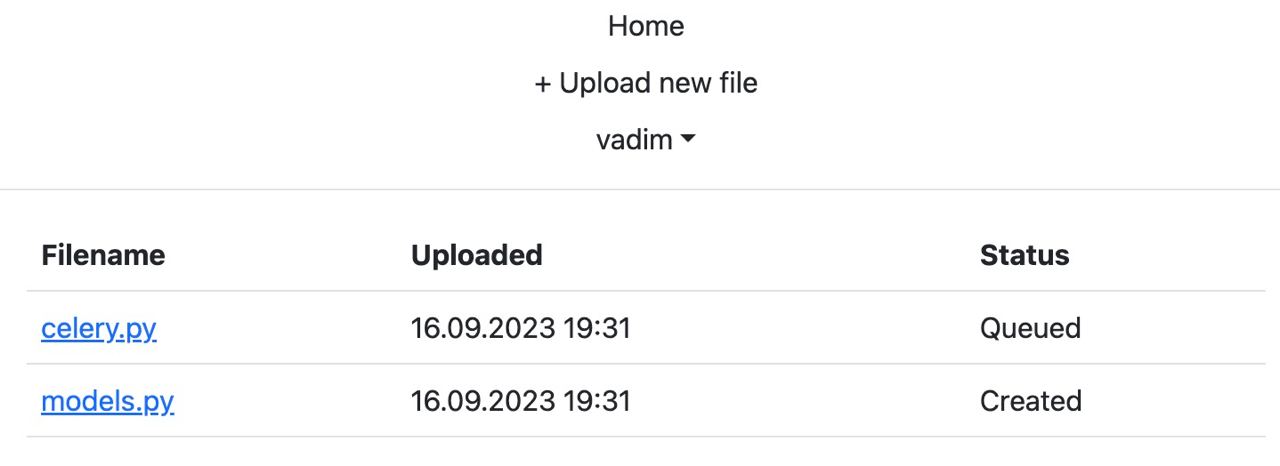 Home
+ Upload new file
vadim
Filename Uploaded Status
celery.py 16.09.2023 19:31 Queued
models.py 16.09.2023 19:31 Created